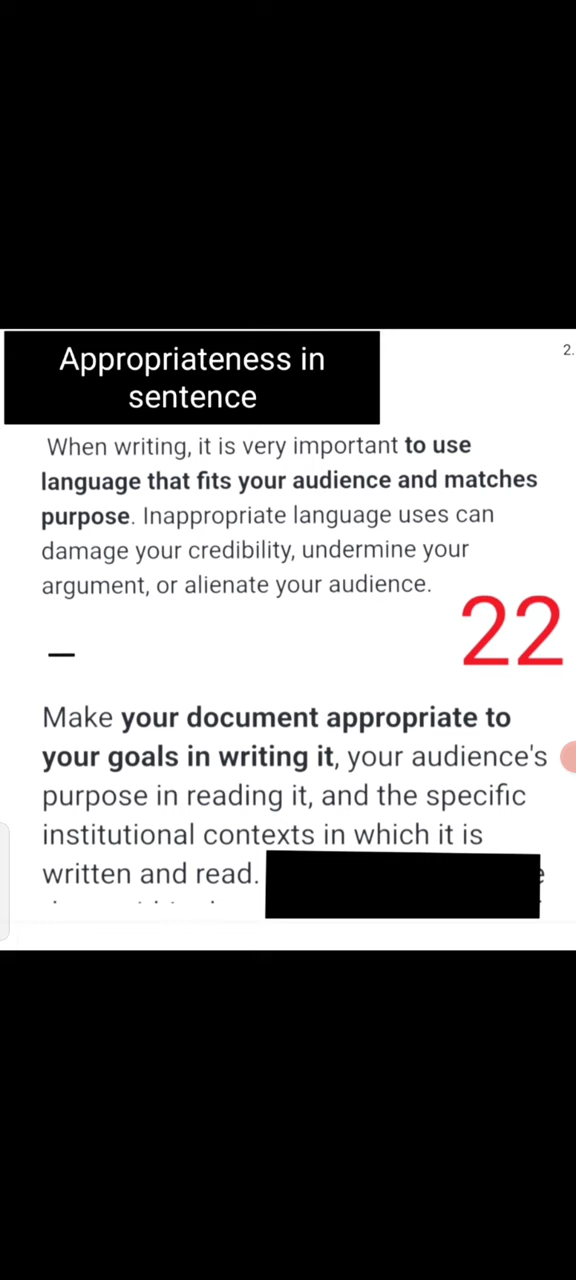 Appropriateness in
sentence
2.
When writing, it is very important to use
language that fits your audience and matches
purpose. Inappropriate language uses can
damage your credibility, undermine your
argument, or alienate your audience.
22
—
Make your document appropriate to
your goals in writing it, your audience's
purpose in reading it, and the specific
institutional contexts in which it is
written and read.